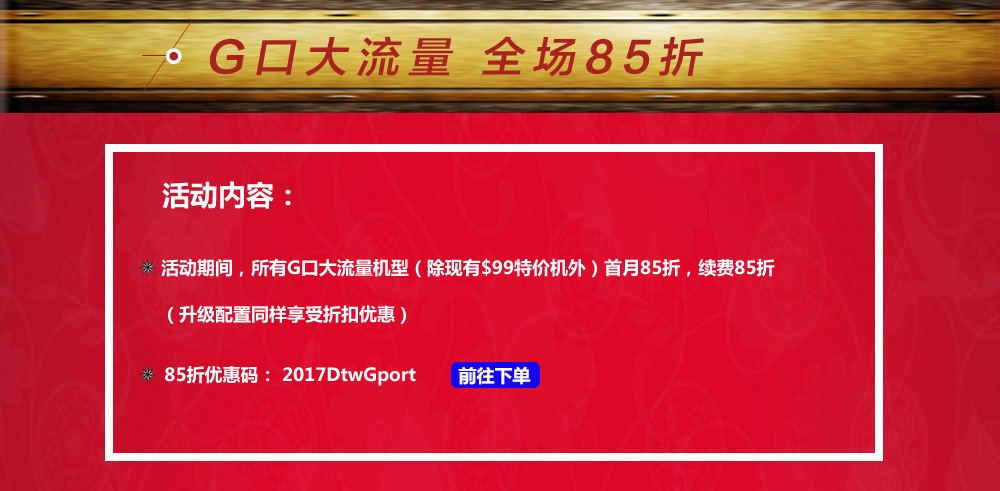 G口大流量 全场85折
活动内容：
活动期间，所有G口大流量机型（除现有$99特价机外）首月85折，续费85折
（升级配置同样享受折扣优惠）
85折优惠码： 2017DtwGport 前往下单